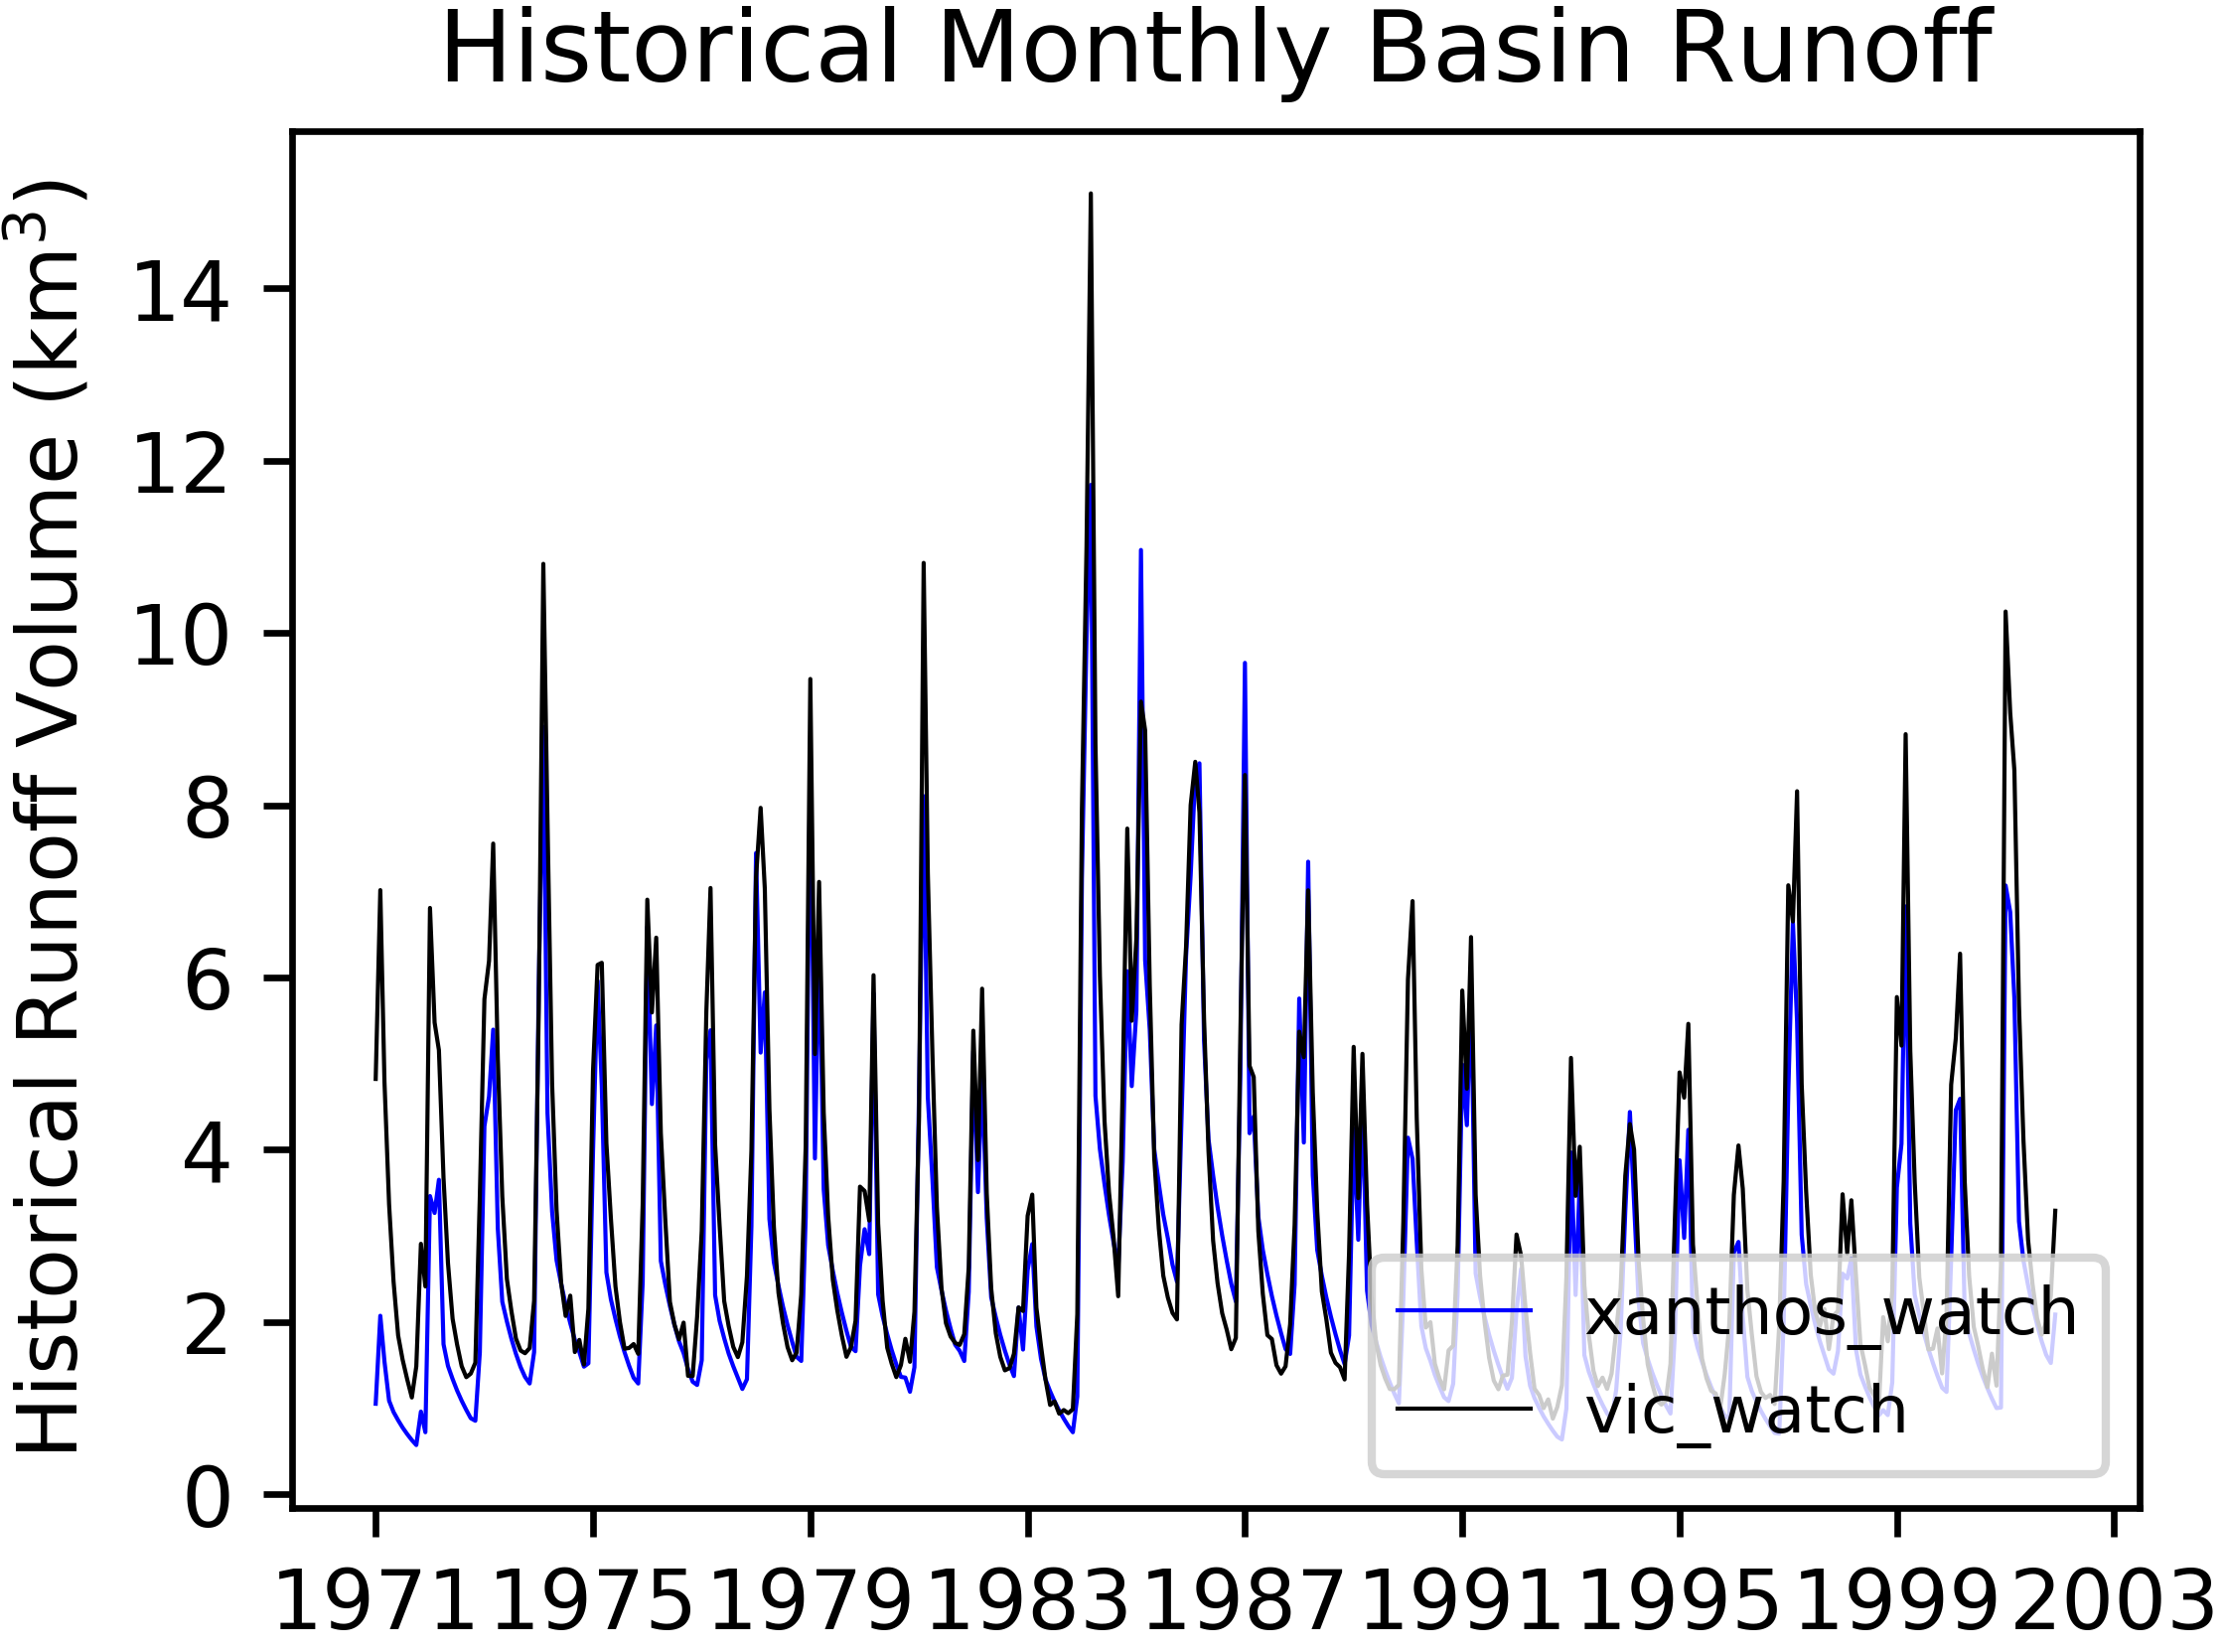 Historical Monthly Basin Runoff
Historical Runoff Volume (km³)
14
12
10
8
6
4
2
0
xanthos_watch
vic_watch
1971 1975 1979 1983 1987 1991 1995 1999 2003